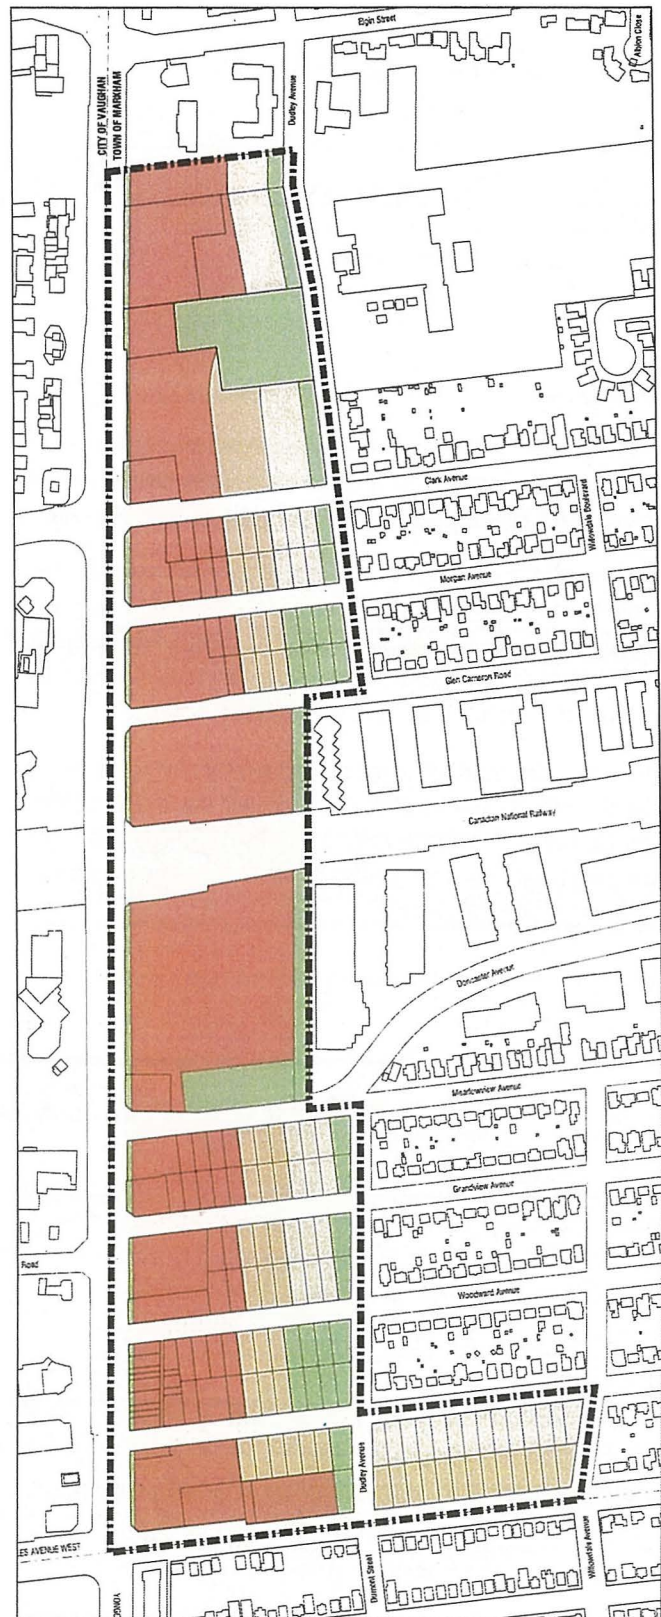 Elgin Street
Albion Close
CITY OF VAUGHAN
TOWN OF MARKHAM
Dudley Avenue
Clark Avenue
Willowdale Boulevard
Morgan Avenue
Glen Cameron Road
Canadian National Railway
Doncaster Avenue
Meadowview Avenue
Grandview Avenue
Road
Woodward Avenue
Dudley Avenue
ES AVENUE WEST
Dumont Street
Willowdale Avenue
YONG